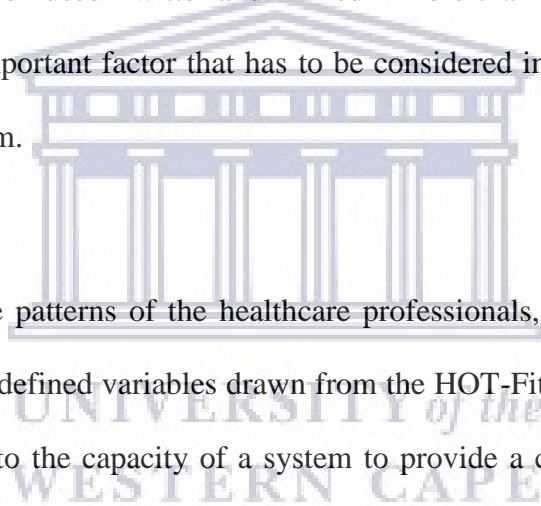 portant factor that has to be considered in
m.
patterns of the healthcare professionals,
defined variables drawn from the HOT-Fit
UNIVERSITY of the
to the capacity of a system to provide a c
WESTERN CAPE